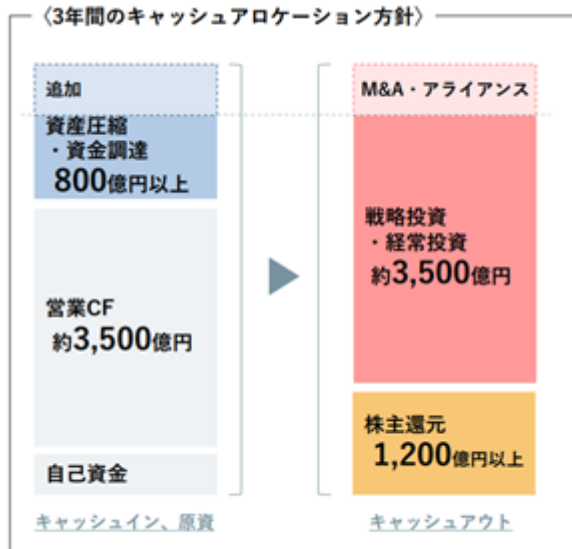 〈3年間のキャッシュアロケーション方針〉
追加
資産圧縮
・資金調達
800億円以上
営業CF
約3,500億円
自己資金
キャッシュイン、原資
M&A・アライアンス
戦略投資
・経常投資
約3,500億円
株主還元
1,200億円以上
キャッシュアウト